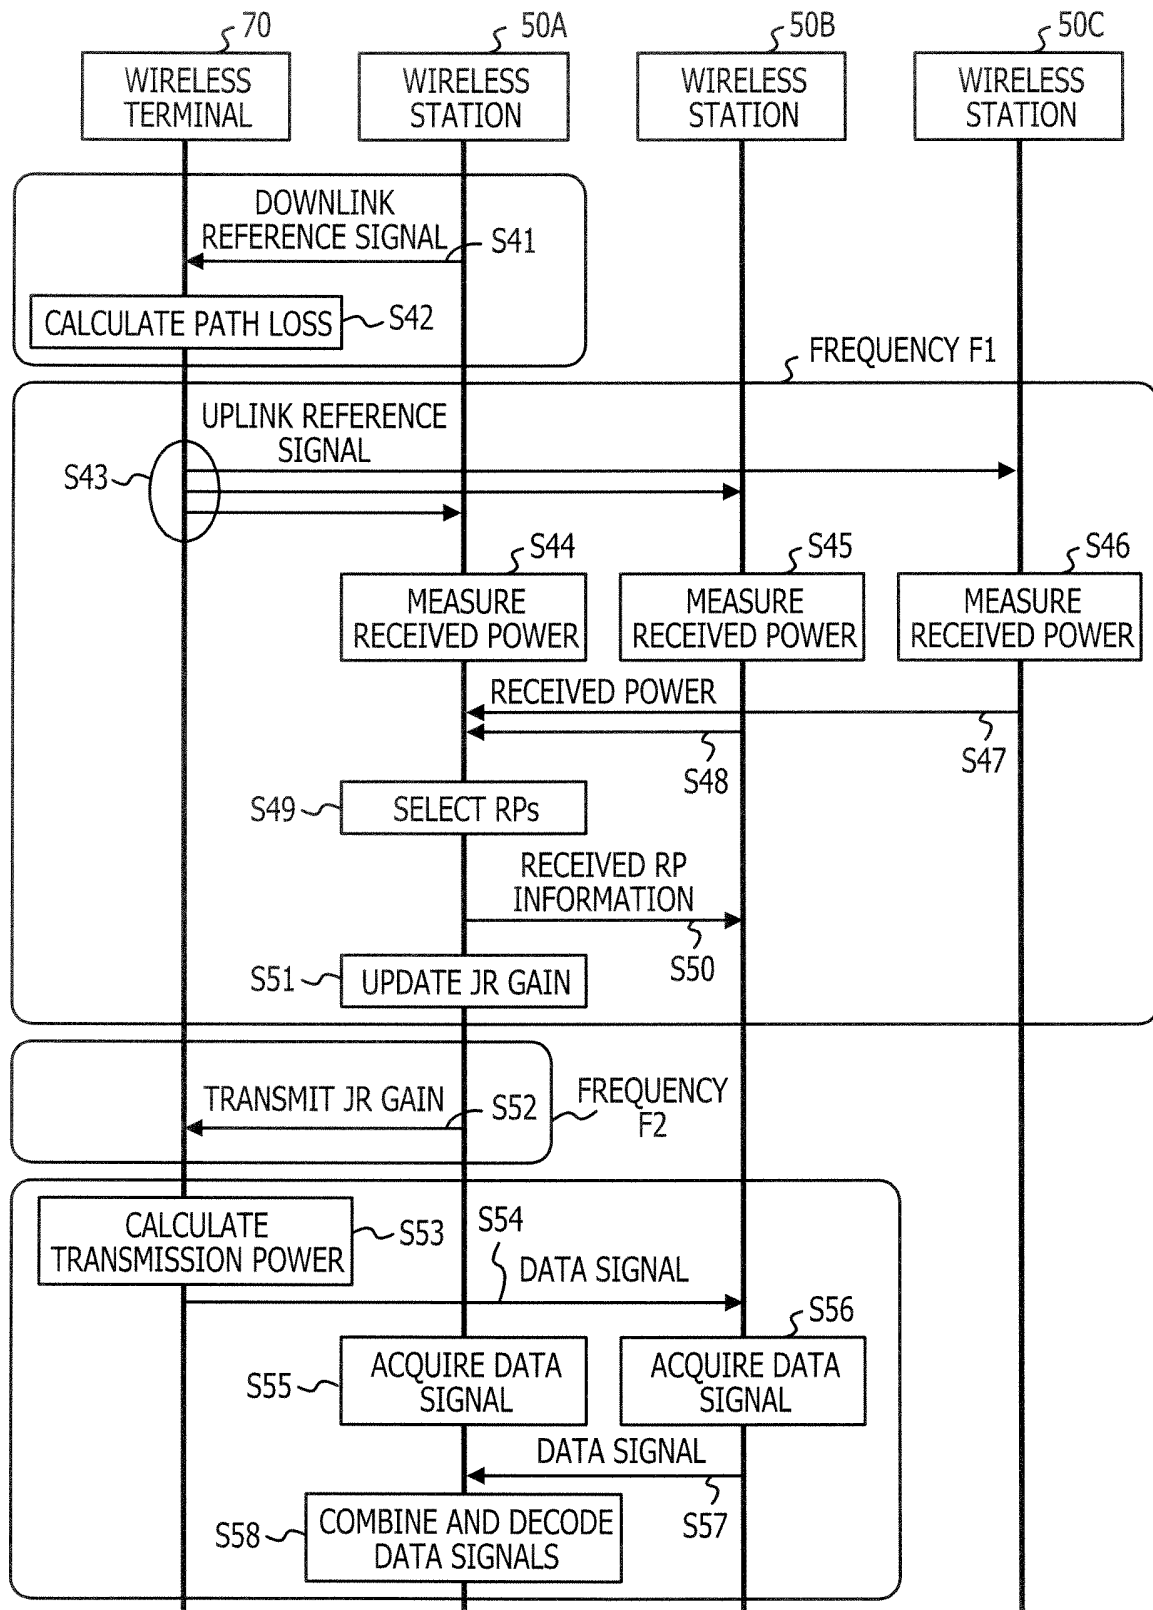 70
50A
50B
50C
WIRELESS
TERMINAL
WIRELESS
STATION
WIRELESS
STATION
WIRELESS
STATION
DOWNLINK
REFERENCE SIGNAL
S41
CALCULATE PATH LOSS
S42
FREQUENCY F1
UPLINK REFERENCE
SIGNAL
S43
S44
S45
S46
MEASURE
RECEIVED POWER
MEASURE
RECEIVED POWER
MEASURE
RECEIVED POWER
RECEIVED POWER
S47
S48
S49
SELECT RPs
RECEIVED RP
INFORMATION
S50
S51
UPDATE JR GAIN
TRANSMIT JR GAIN
S52
FREQUENCY
F2
CALCULATE
TRANSMISSION POWER
S53
S54
DATA SIGNAL
S56
S55
ACQUIRE DATA
SIGNAL
ACQUIRE DATA
SIGNAL
DATA SIGNAL
S57
S58
COMBINE AND DECODE
DATA SIGNALS